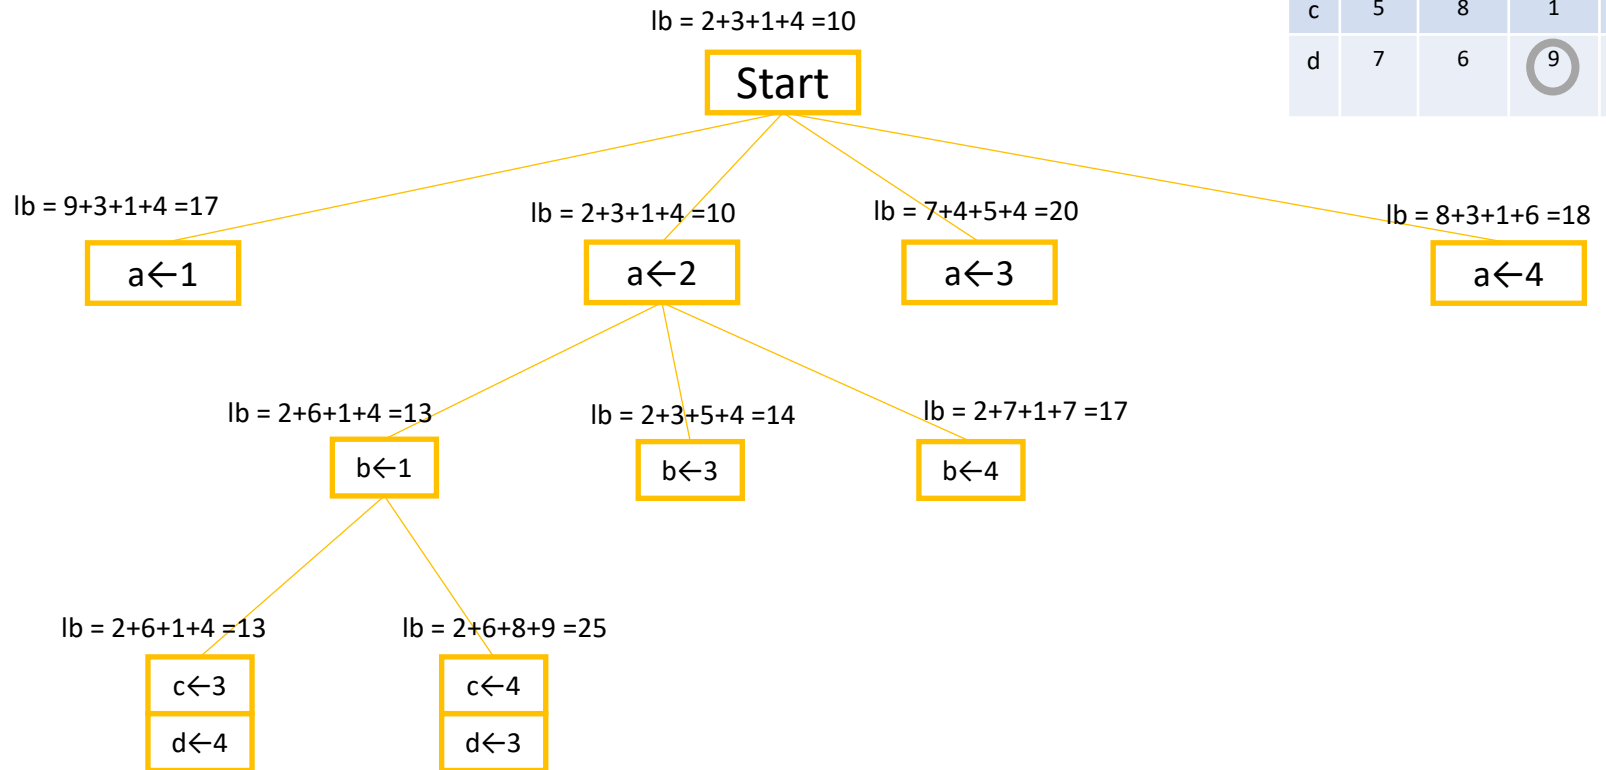 lb = 2+3+1+4 =10
c 5 8 1
Start
d 7 6 9
lb = 9+3+1+4 =17
lb = 2+3+1+4 =10
lb = 7+4+5+4 =20
lb = 8+3+1+6 =18
a←1
a←2
a←3
a←4
lb = 2+6+1+4 =13
lb = 2+3+5+4 =14
lb = 2+7+1+7 =17
b←1
b←3
b←4
lb = 2+6+1+4 =13
lb = 2+6+8+9 =25
c←3
c←4
d←4
d←3